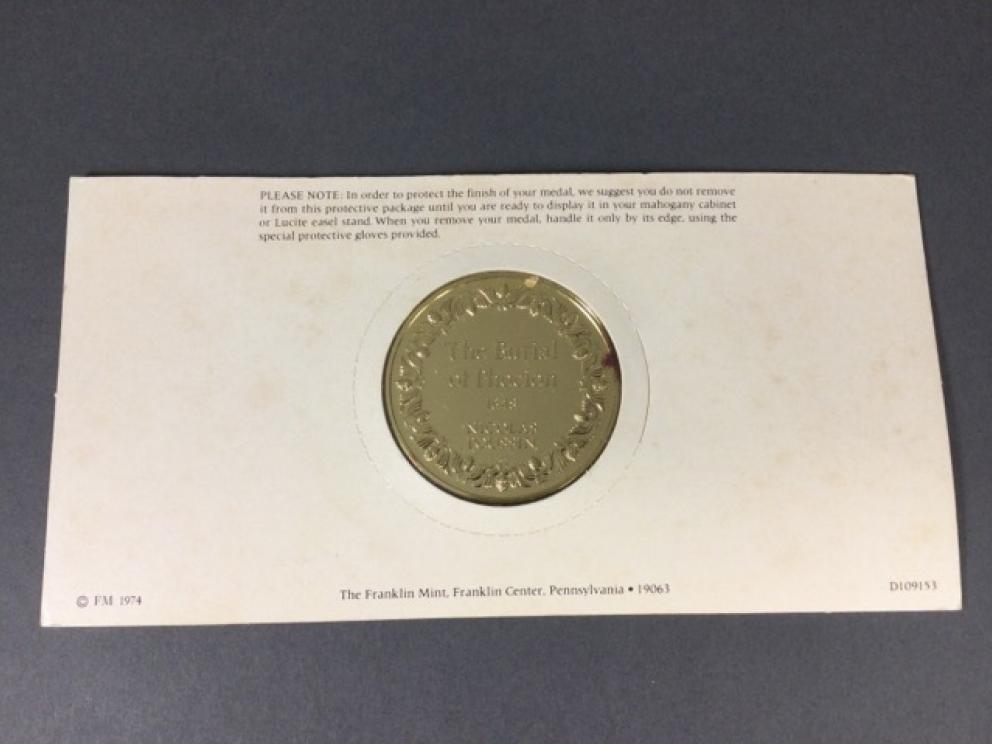 PLEASE NOTE: In order to protect the finish of your medal, we suggest you do not remove
it from this protective package until you are ready to display it in your mahogany cabinet
or Lucite easel stand. When you remove your medal, handle it only by its edge, using the
special protective gloves provided.
The Burial
of Phocion
1648
NICOLAS
POUSSIN
© FM 1974
The Franklin Mint, Franklin Center, Pennsylvania • 19063
D109153